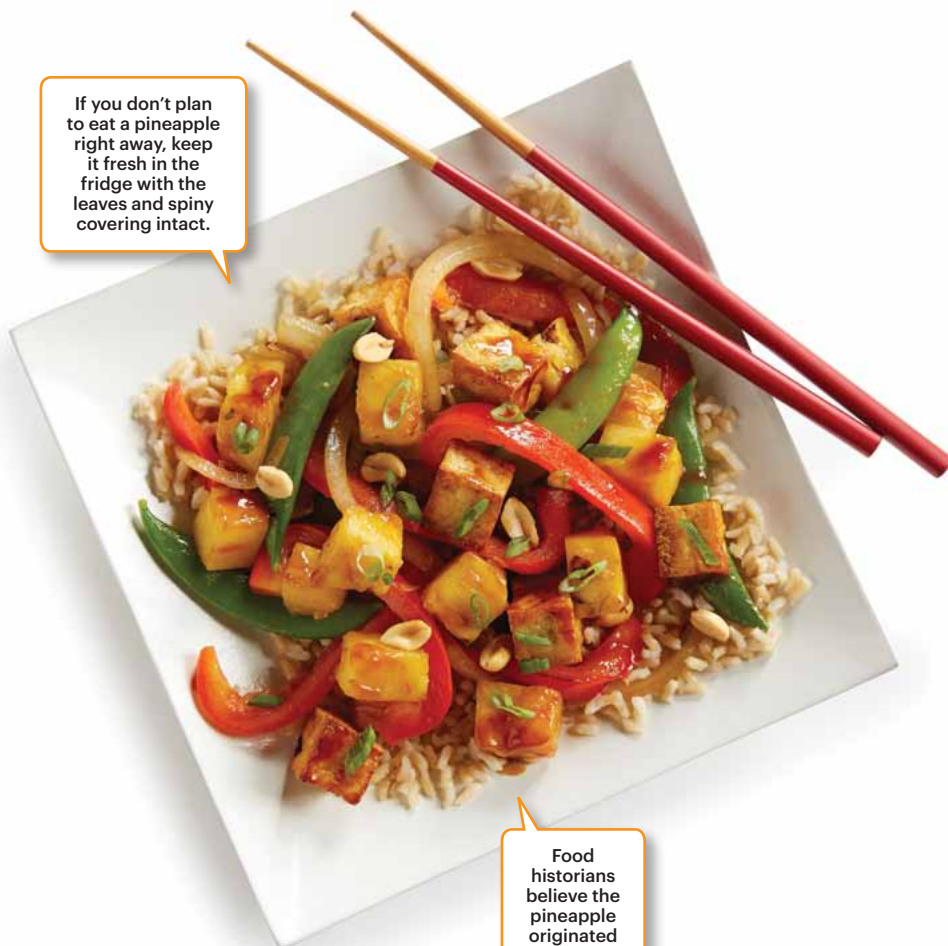 If you don’t plan
to eat a pineapple
right away, keep
it fresh in the
fridge with the
leaves and spiny
covering intact.
Food
historians
believe the
pineapple
originated